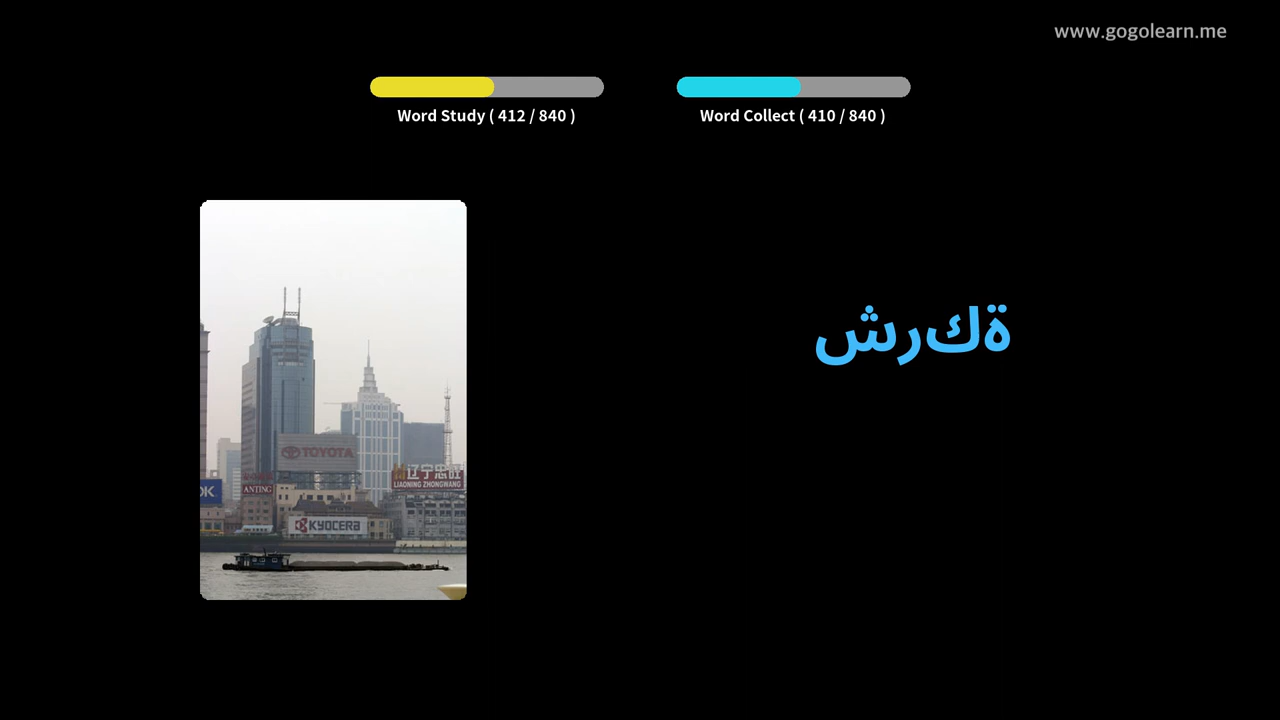 www.gogolearn.me
Word Study ( 412 / 840 )
Word Collect ( 410 / 840 )
شركة
TOYOTA
辽宁忠旺
LIAONING ZHONGWANG
ANTING
OK
KYOCERA